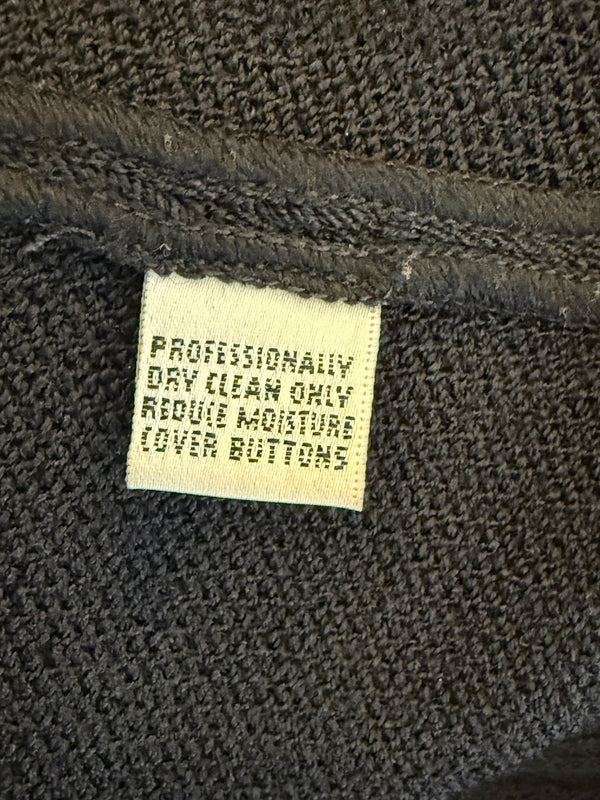 PROFESSIONALLY
DRY CLEAN ONLY
REDUCE MOISTURE
COVER BUTTONS